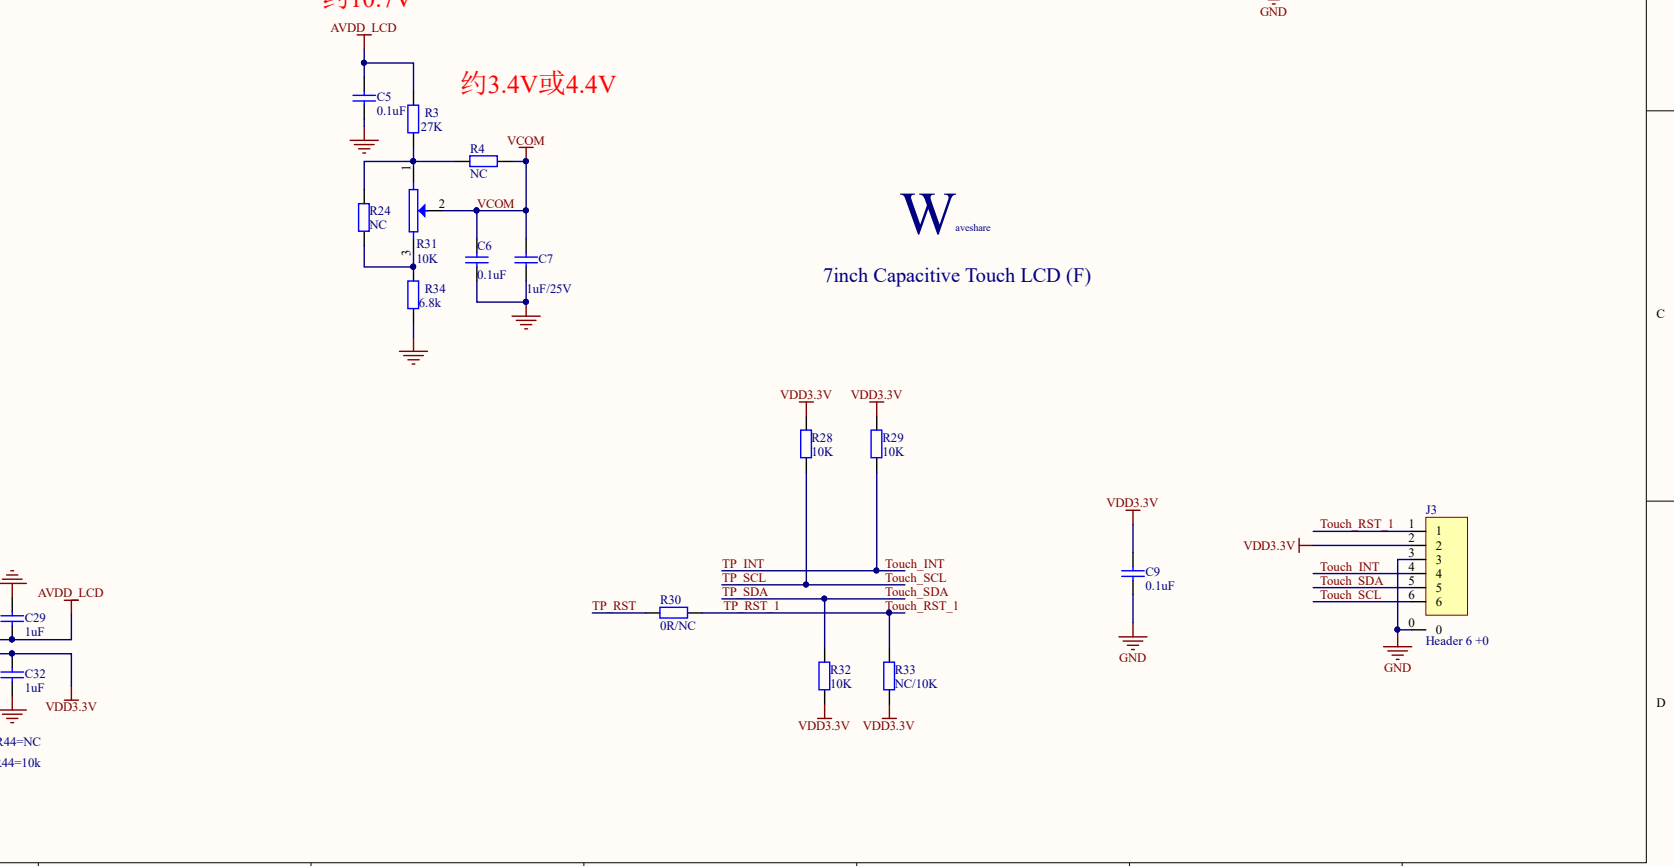 约10.7V
AVDD_LCD
GND
约3.4V或4.4V
C5
0.1uF
R3
27K
VCOM
R4
NC
1
2
VCOM
R24
NC
3
R31
10K
C6
0.1uF
C7
1uF/25V
R34
6.8k
W
aveshare
7inch Capacitive Touch LCD (F)
C
VDD3.3V
VDD3.3V
R28
10K
R29
10K
TP_INT
Touch_INT
TP_SCL
Touch_SCL
TP_SDA
Touch_SDA
TP_RST
R30
0R/NC
TP_RST_1
Touch_RST_1
R32
10K
R33
NC/10K
VDD3.3V
VDD3.3V
VDD3.3V
C9
0.1uF
GND
J3
Touch_RST_1 1 1
VDD3.3V 2 2
3 3
Touch_INT 4 4
Touch_SDA 5 5
Touch_SCL 6 6
0 0
Header 6 +0
GND
AVDD_LCD
C29
1uF
C32
1uF
VDD3.3V
R44=NC
44=10k
D